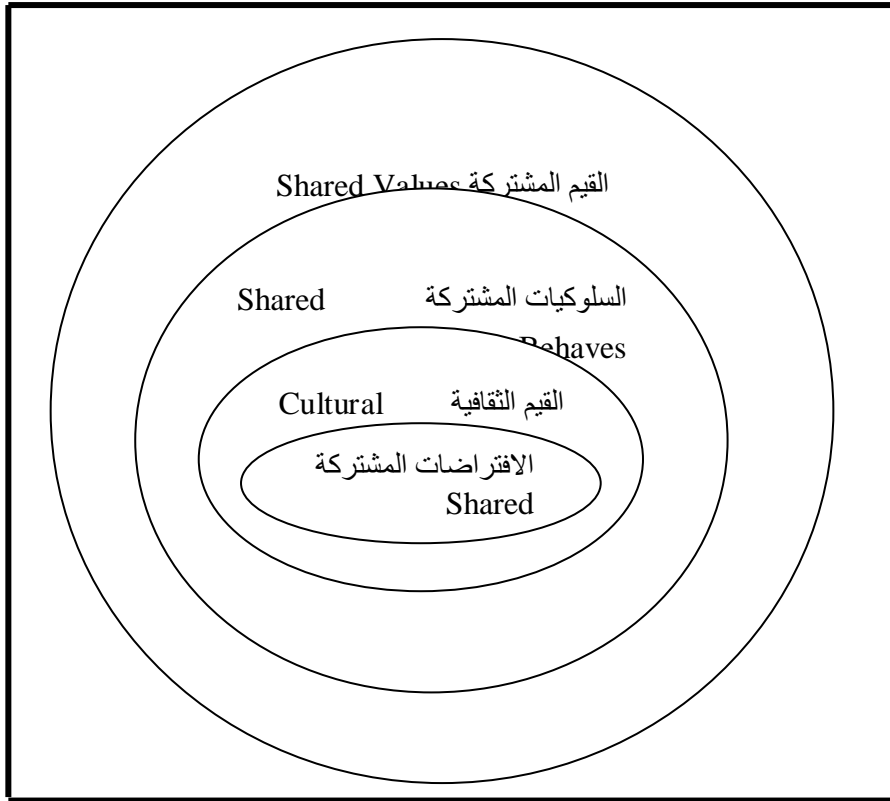 القيم المشتركة Shared Values
السلوكيات المشتركة Shared
Behaves
القيم الثقافية Cultural
الافتراضات المشتركة
Shared